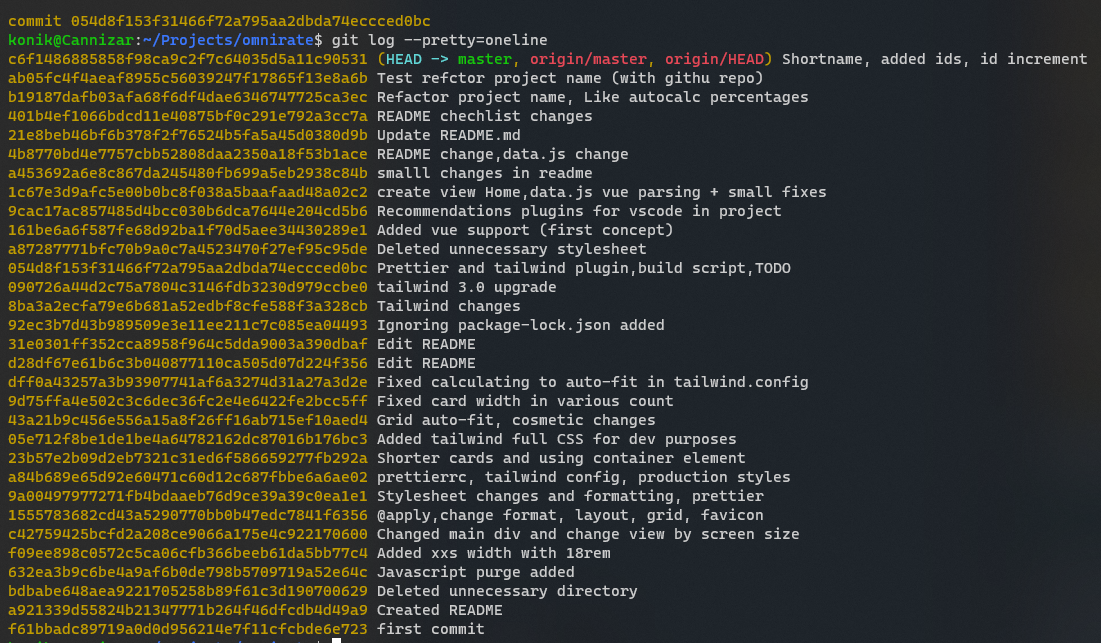 commit 054d8f153f31466f72a795aa2dbda74eccced0bc
konik@Cannizar:~/Projects/omnirate$ git log --pretty=oneline
c6f1486885858f98ca9c2f7c64035d5a11c90531 (HEAD -> master, origin/master, origin/HEAD) Shortname, added ids, id increment
ab05fc4f4aeaf8955c56039247f17865f13e8a6b Test refctor project name (with githu repo)
b19187dafb03afa68f6df4dae6346747725ca3ec Refactor project name, Like autocalc percentages
401b4ef1066bdcd11e40875bf0c291e792a3cc7a README chechlist changes
21e8beb46bf6b378f2f76524b5fa5a45d0380d9b Update README.md
4b8770bd4e7757cbb52808daa2350a18f53b1ace README change,data.js change
a453692a6e8c867da245480fb699a5eb2938c84b smalll changes in readme
1c67e3d9afc5e00b0bc8f038a5baafaad48a02c2 create view Home,data.js vue parsing + small fixes
9cac17ac857485d4bcc030b6dca7644e204cd5b6 Recommendations plugins for vscode in project
161be6a6f587fe68d92ba1f70d5aee34430289e1 Added vue support (first concept)
a87287771bfc70b9a0c7a4523470f27ef95c95de Deleted unnecessary stylesheet
054d8f153f31466f72a795aa2dbda74eccced0bc Prettier and tailwind plugin,build script,TODO
090726a44d2c75a7804c3146fdb3230d979ccbe0 tailwind 3.0 upgrade
8ba3a2ecfa79e6b681a52edbf8cfe588f3a328cb Tailwind changes
92ec3b7d43b989509e3e11ee211c7c085ea04493 Ignoring package-lock.json added
31e0301ff352cca8958f964c5dda9003a390dbaf Edit README
d28df67e61b6c3b040877110ca505d07d224f356 Edit README
dff0a43257a3b93907741af6a3274d31a27a3d2e Fixed calculating to auto-fit in tailwind.config
9d75ffa4e502c3c6dec36fc2e4e6422fe2bcc5ff Fixed card width in various count
43a21b9c456e556a15a8f26ff16ab715ef10aed4 Grid auto-fit, cosmetic changes
05e712f8be1de1be4a64782162dc87016b176bc3 Added tailwind full CSS for dev purposes
23b57e2b09d2eb7321c31ed6f586659277fb292a Shorter cards and using container element
a84b689e65d92e60471c60d12c687fbbe6a6ae02 prettierrc, tailwind config, production styles
9a00497977271fb4bdaaeb76d9ce39a39c0ea1e1 Stylesheet changes and formatting, prettier
1555783682cd43a5290770bb0b47edc7841f6356 @apply,change format, layout, grid, favicon
c42759425bcfd2a208ce9066a175e4c922170600 Changed main div and change view by screen size
f09ee898c0572c5ca06cfb366beeb61da5bb77c4 Added xxs width with 18rem
632ea3b9c6be4a9af6b0de798b5709719a52e64c Javascript purge added
bdbabe648aea9221705258b89f61c3d190700629 Deleted unnecessary directory
a921339d55824b21347771b264f46dfcdb4d49a9 Created README
f61bbadc89719a0d0d956214e7f11cfcbde6e723 first commit